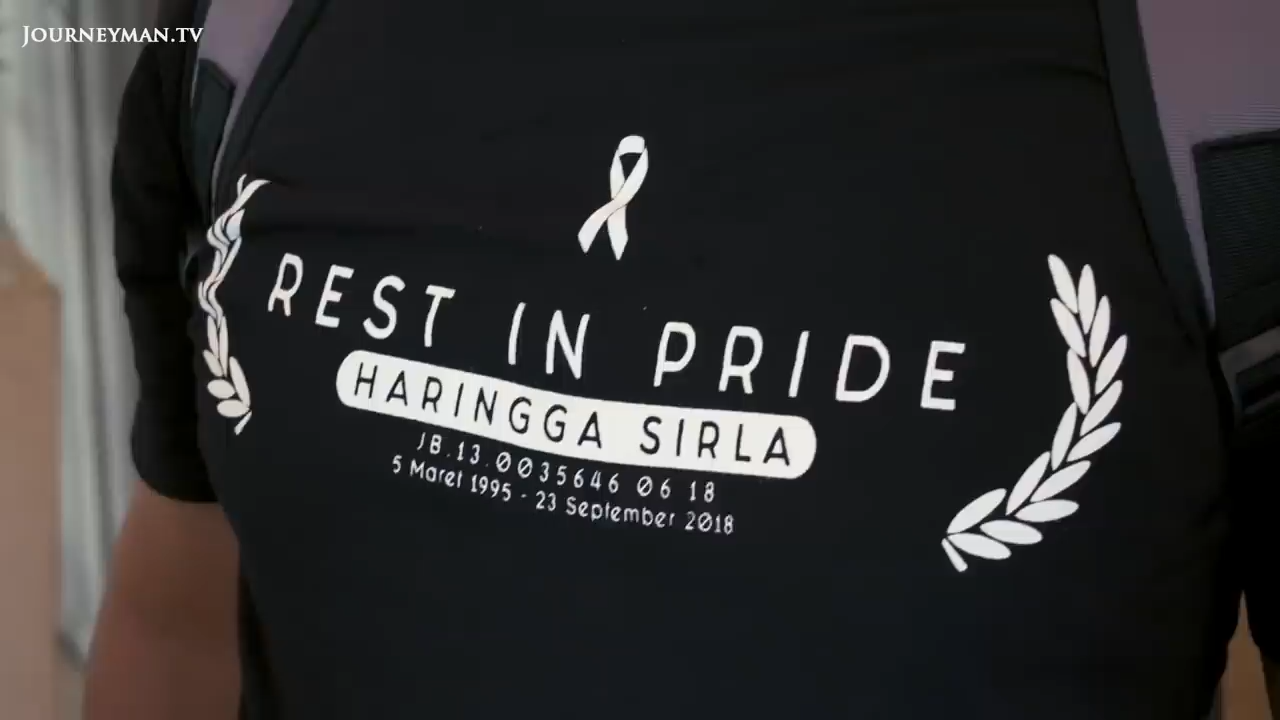 JOURNEYMAN.TV
REST IN PRIDE
HARINGGA SIRLA
JB.13.0035646 06 18
5 Maret 1995 - 23 September 2018